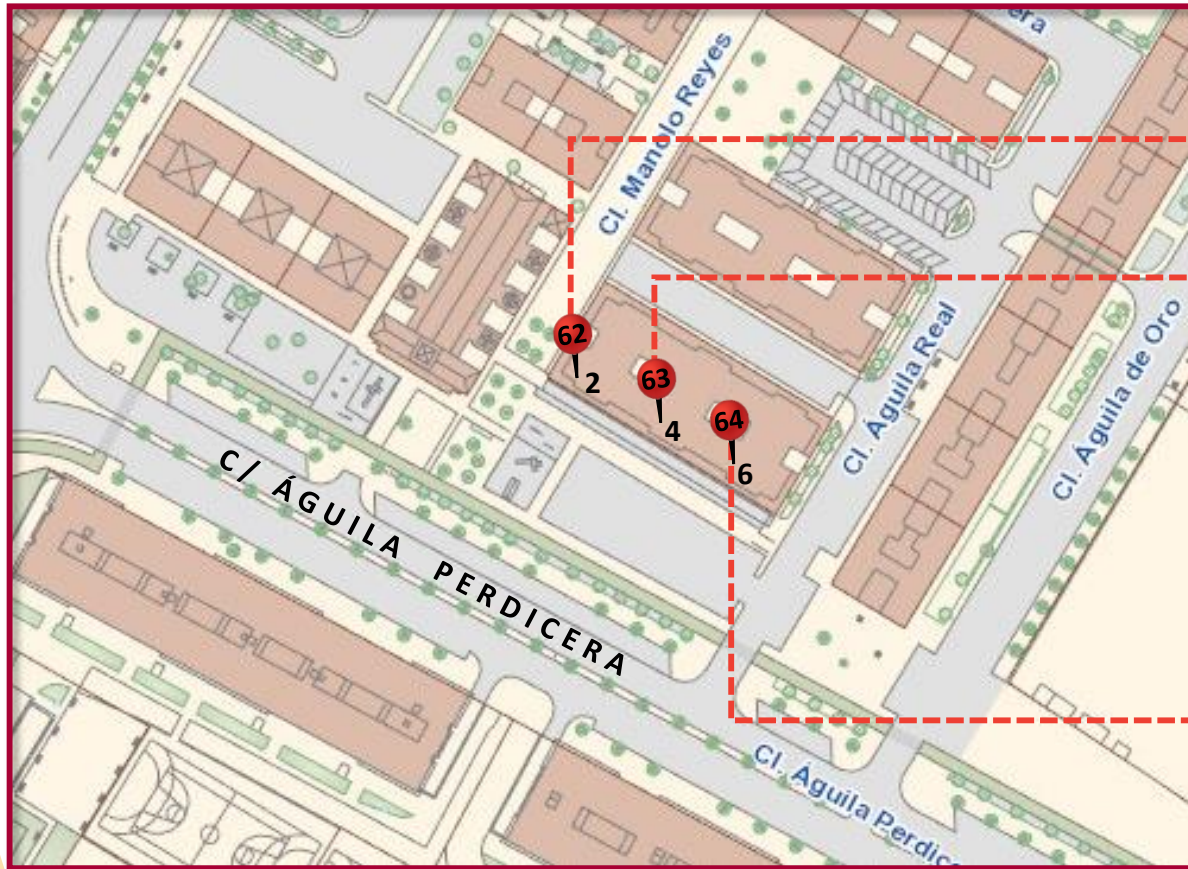 Cl. Manolo Reyes
62
2
63
4
64
6
Cl. Águila Real
Cl. Águila de Oro
C/ ÁGUILA PERDICERA
Cl. Águila Perdice